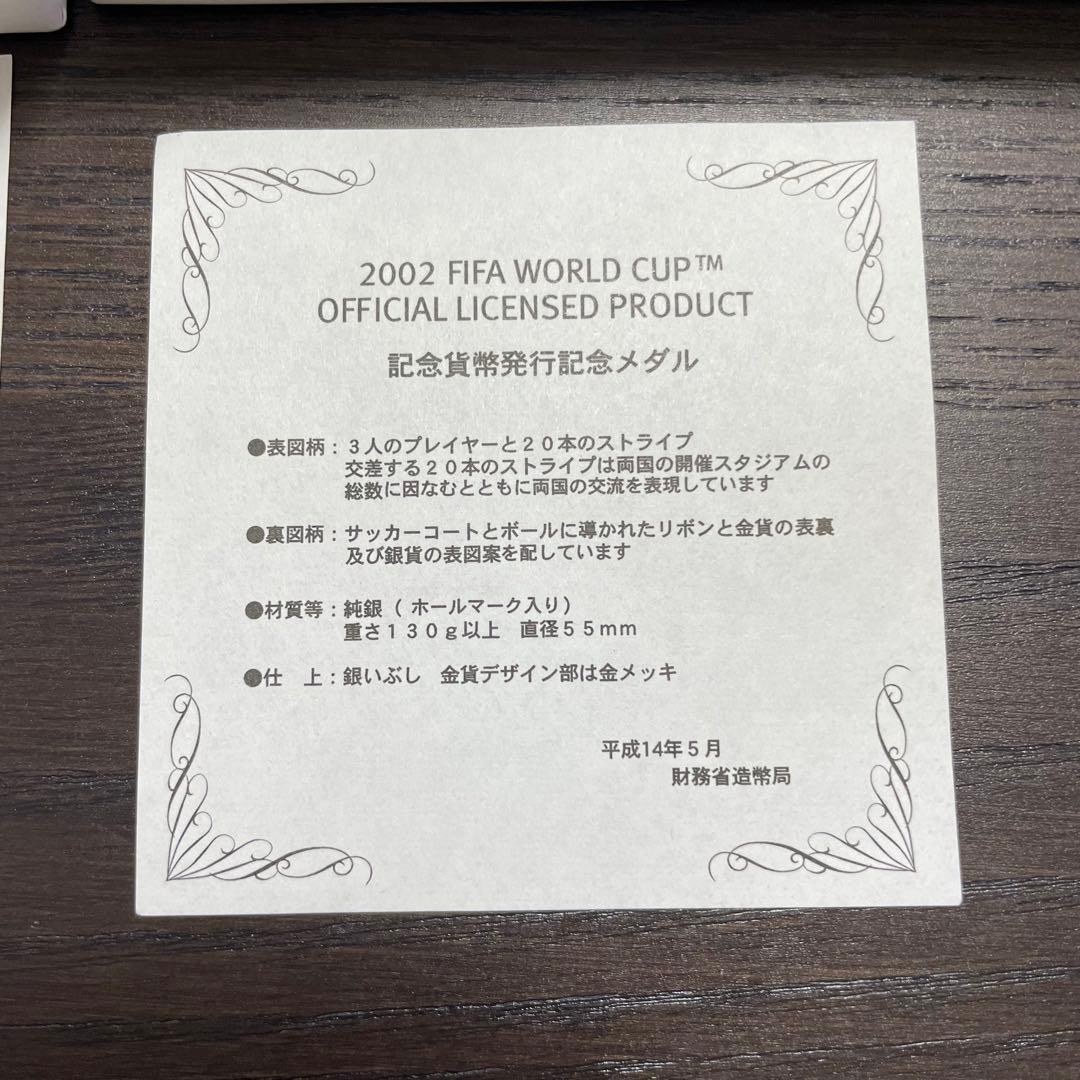 2002 FIFA WORLD CUP™
OFFICIAL LICENSED PRODUCT
記念貨幣発行記念メダル
●表図柄：３人のプレイヤーと２０本のストライプ
交差する２０本のストライプは両国の開催スタジアムの
総数に因なむとともに両国の交流を表現しています
●裏図柄：サッカーコートとボールに導かれたリボンと金貨の表裏
及び銀貨の表図案を配しています
●材質等：純銀（ホールマーク入り）
重さ１３０ｇ以上　直径５５ｍｍ
●仕　上：銀いぶし　金貨デザイン部は金メッキ
平成14年５月
財務省造幣局